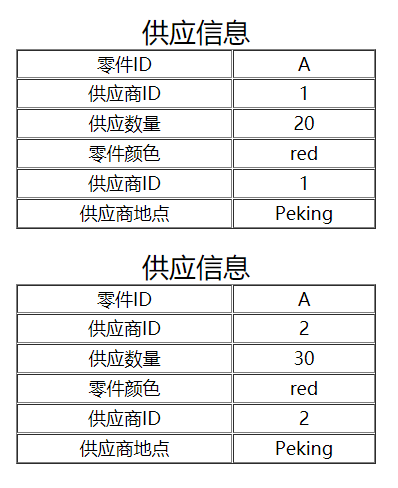 供应信息
零件ID A
供应商ID 1
供应数量 20
零件颜色 red
供应商ID 1
供应商地点 Peking
供应信息
零件ID A
供应商ID 2
供应数量 30
零件颜色 red
供应商ID 2
供应商地点 Peking